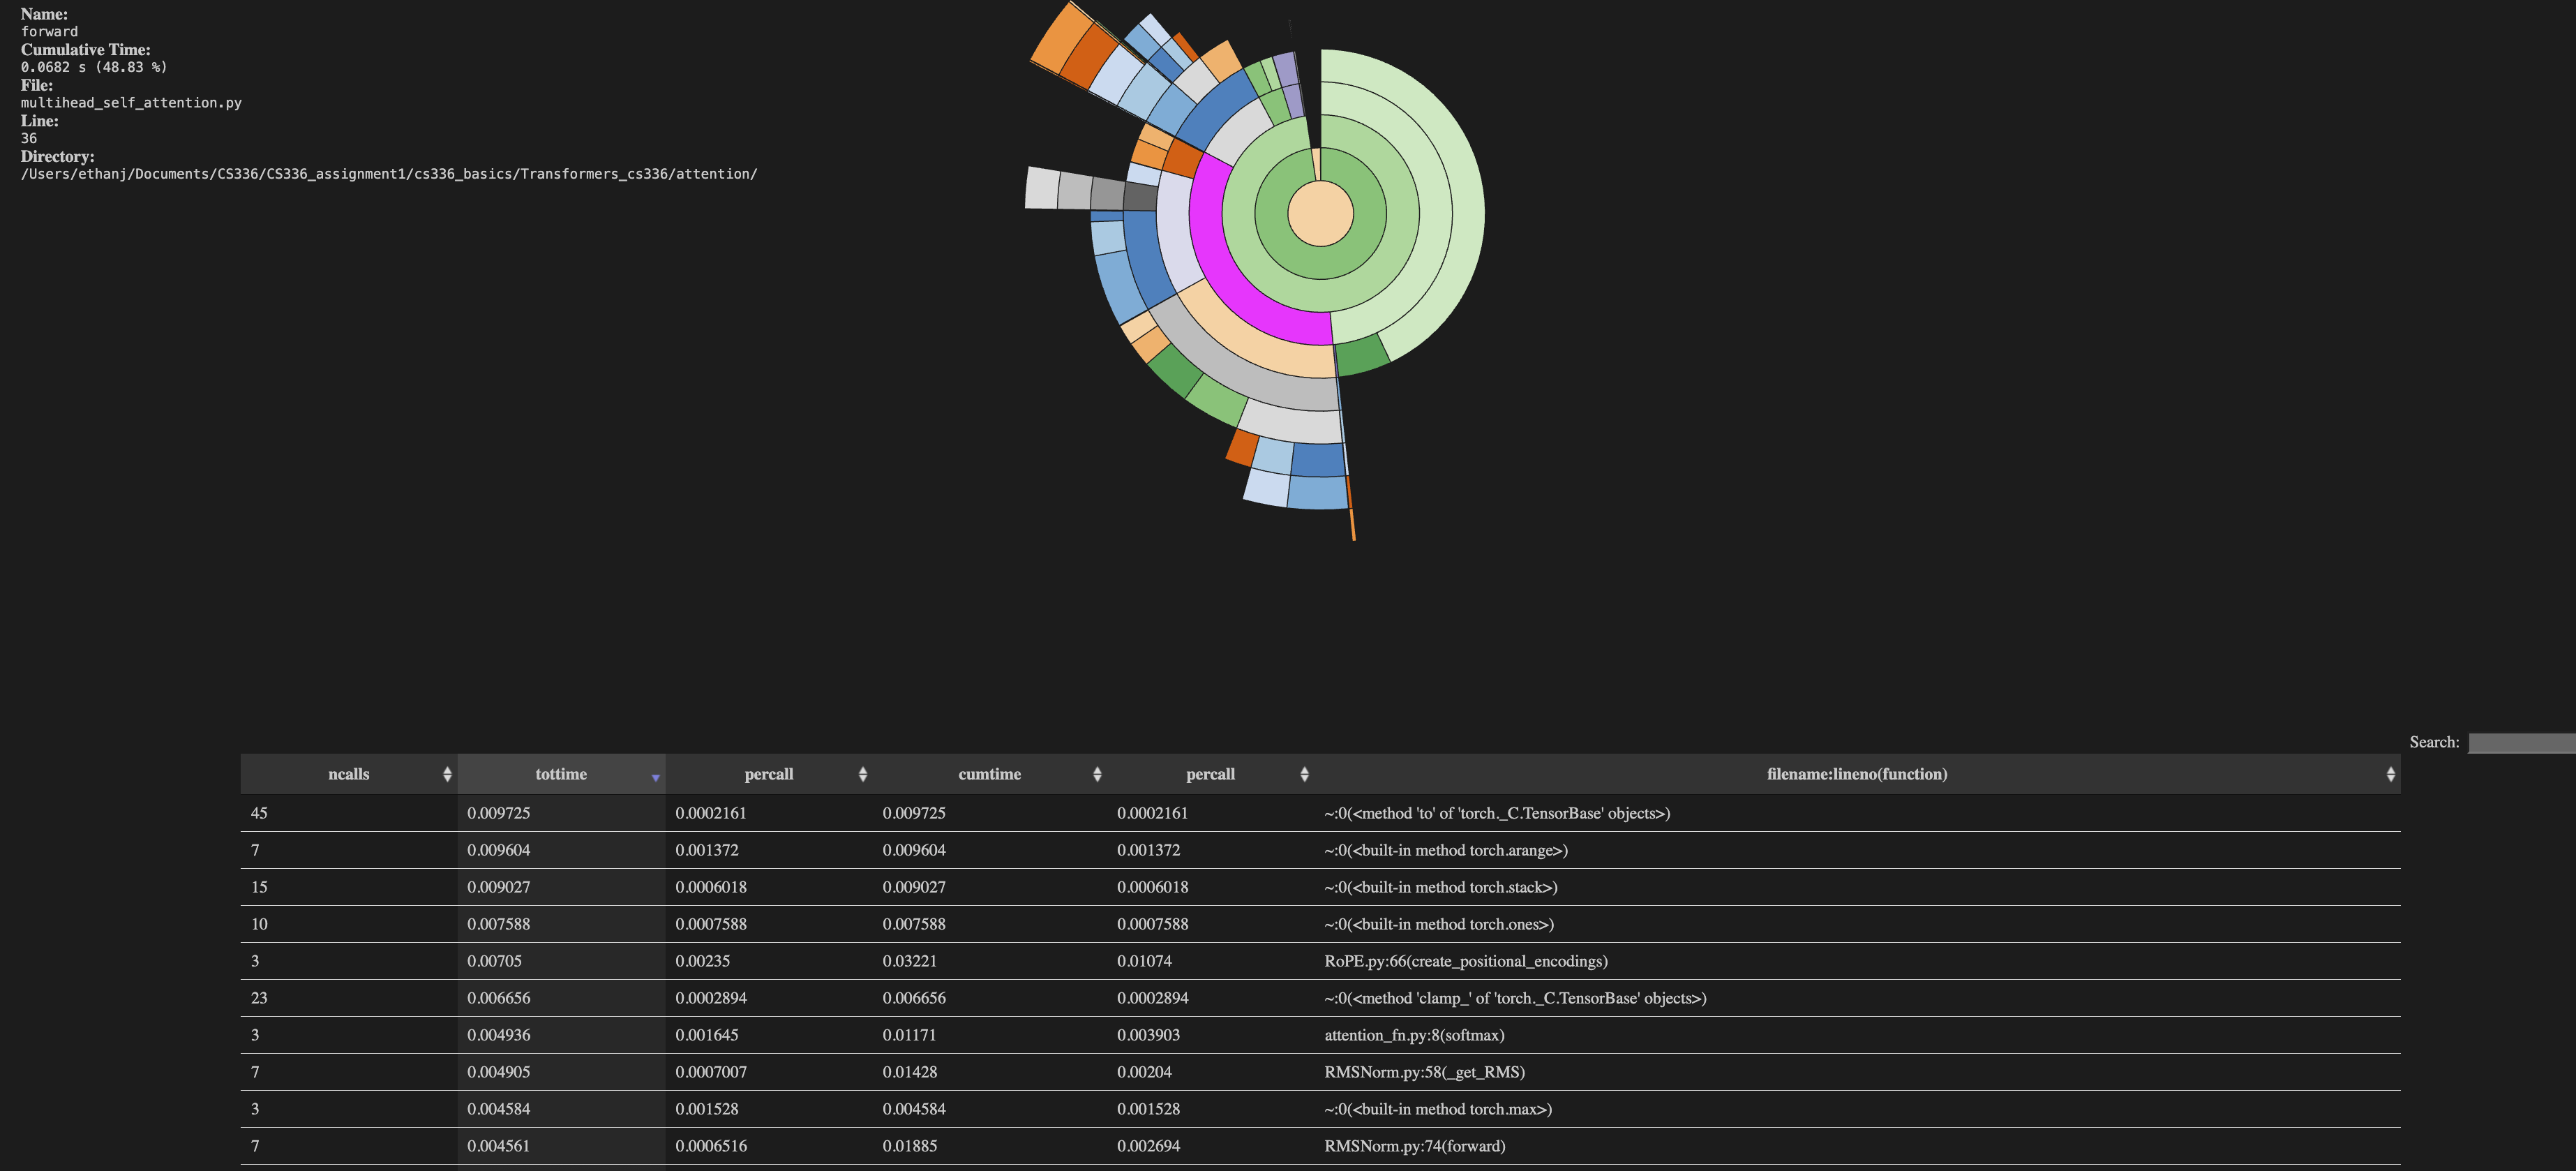 Name:
forward
Cumulative Time:
0.0682 s (48.83 %)
File:
multihead_self_attention.py
Line:
36
Directory:
/Users/ethanj/Documents/CS336/CS336_assignment1/cs336_basics/Transformers_cs336/attention/
Search:
ncalls tottime percall cumtime percall filename:lineno(function)
45 0.009725 0.0002161 0.009725 0.0002161 ~:0(<method 'to' of 'torch._C.TensorBase' objects>)
7 0.009604 0.001372 0.009604 0.001372 ~:0(<built-in method torch.arange>)
15 0.009027 0.0006018 0.009027 0.0006018 ~:0(<built-in method torch.stack>)
10 0.007588 0.0007588 0.007588 0.0007588 ~:0(<built-in method torch.ones>)
3 0.00705 0.00235 0.03221 0.01074 RoPE.py:66(create_positional_encodings)
23 0.006656 0.0002894 0.006656 0.0002894 ~:0(<method 'clamp_' of 'torch._C.TensorBase' objects>)
3 0.004936 0.001645 0.01171 0.003903 attention_fn.py:8(softmax)
7 0.004905 0.0007007 0.01428 0.00204 RMSNorm.py:58(_get_RMS)
3 0.004584 0.001528 0.004584 0.001528 ~:0(<built-in method torch.max>)
7 0.004561 0.0006516 0.01885 0.002694 RMSNorm.py:74(forward)